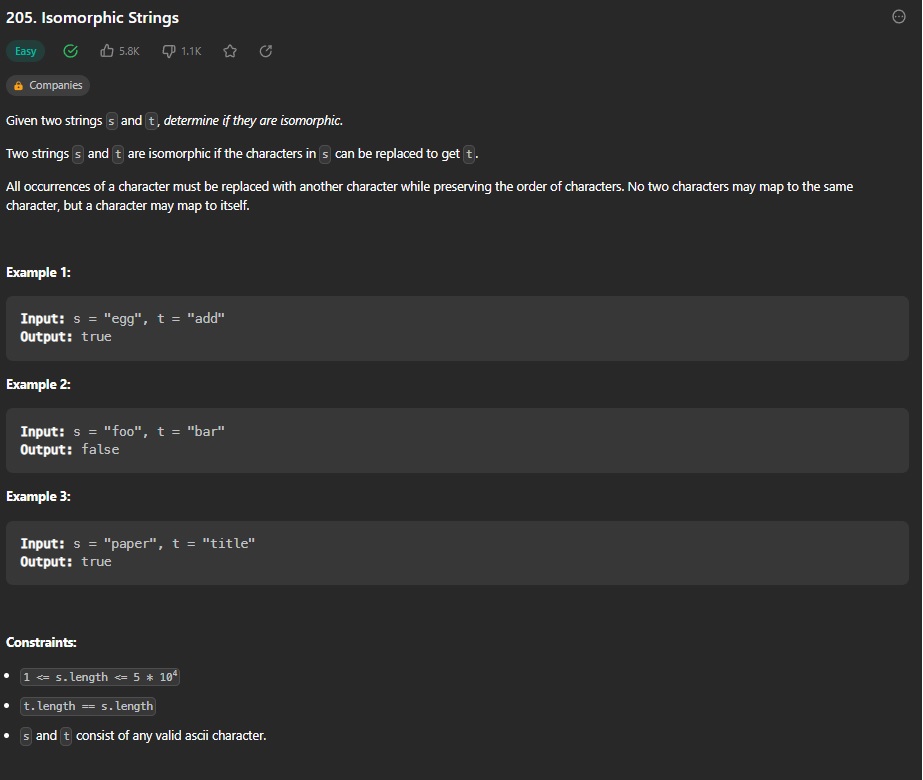 205. Isomorphic Strings
Easy 5.8K 1.1K
Companies
Given two strings s and t, determine if they are isomorphic.
Two strings s and t are isomorphic if the characters in s can be replaced to get t.
All occurrences of a character must be replaced with another character while preserving the order of characters. No two characters may map to the same
character, but a character may map to itself.
Example 1:
Input: s = "egg", t = "add"
Output: true
Example 2:
Input: s = "foo", t = "bar"
Output: false
Example 3:
Input: s = "paper", t = "title"
Output: true
Constraints:
1 <= s.length <= 5 * 10⁴
t.length == s.length
s and t consist of any valid ascii character.